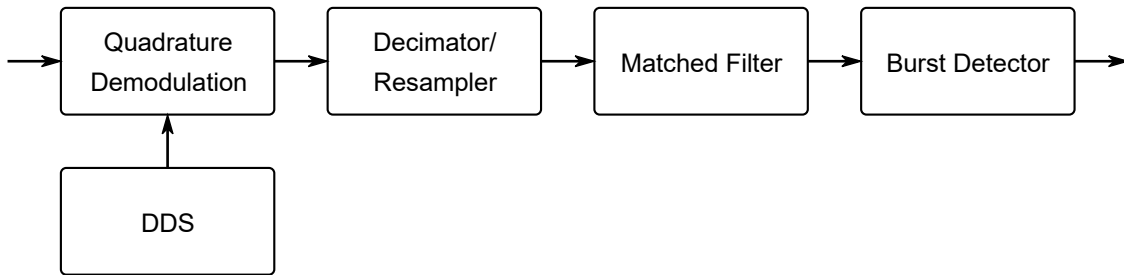 Quadrature
Demodulation
Decimator/
Resampler
Matched Filter
Burst Detector
DDS